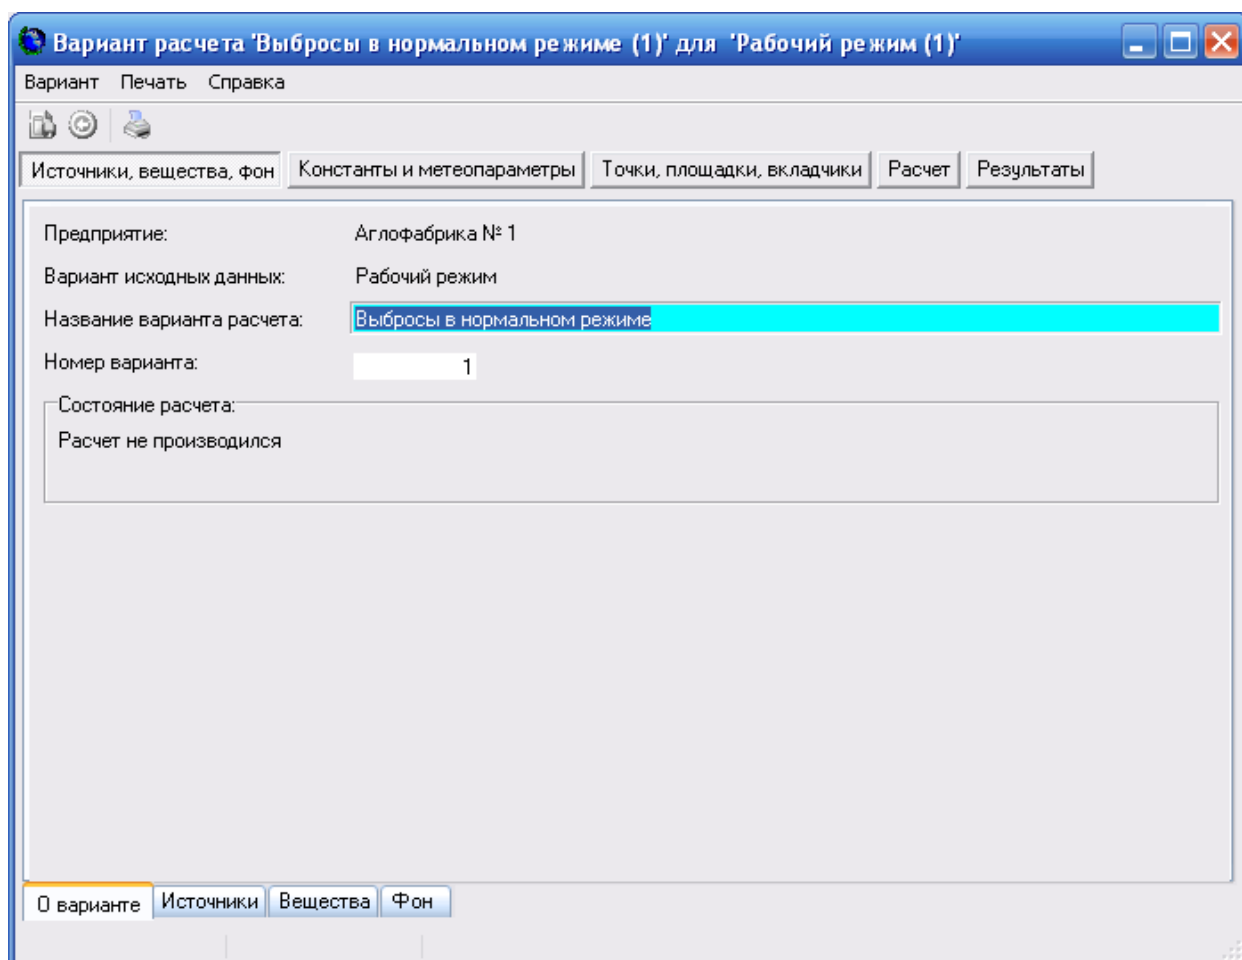 Вариант расчета 'Выбросы в нормальном режиме (1)' для 'Рабочий режим (1)'
Вариант Печать Справка
Источники, вещества, фон Константы и метеопараметры Точки, площадки, вкладчики Расчет Результаты
Предприятие: Аглофабрика № 1
Вариант исходных данных: Рабочий режим
Название варианта расчета: Выбросы в нормальном режиме
Номер варианта: 1
Состояние расчета:
Расчет не производился
О варианте Источники Вещества Фон